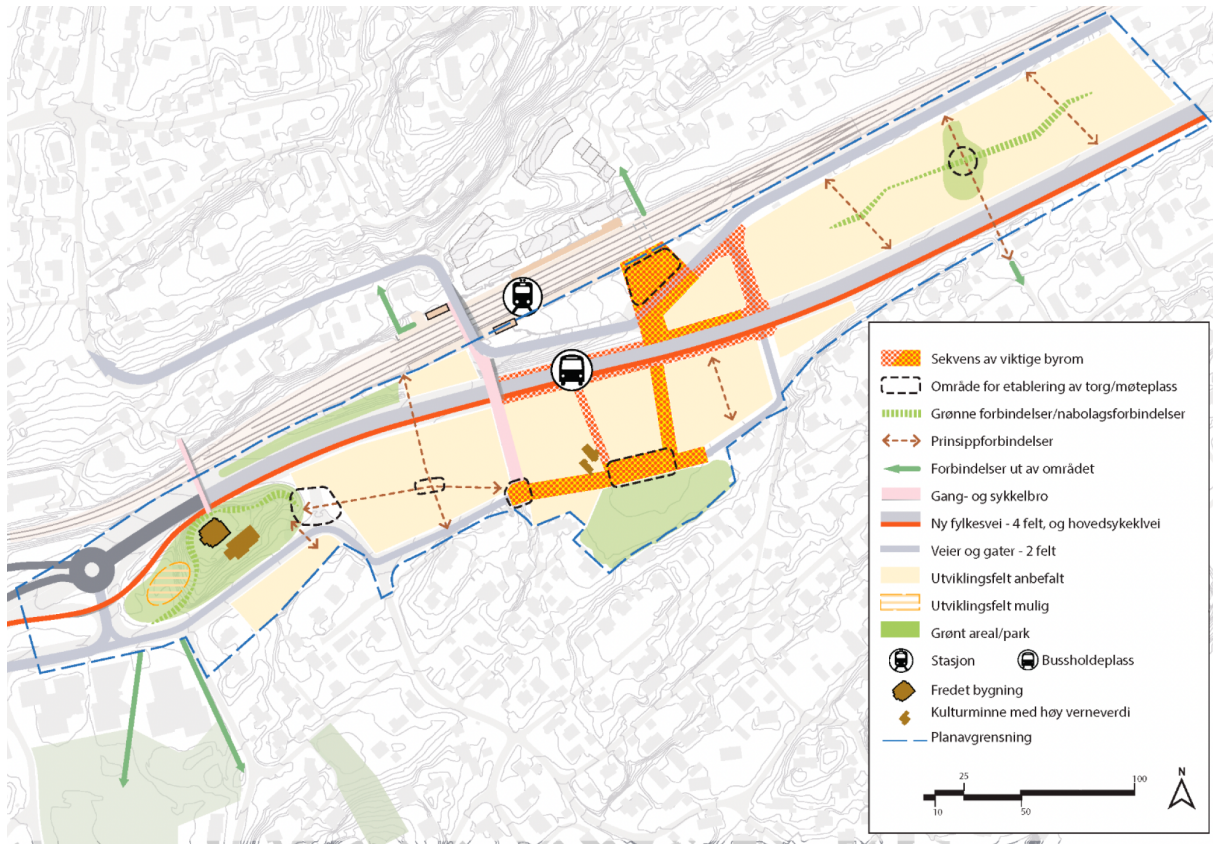 Sekvens av viktige byrom
Område for etablering av torg/møteplass
Grønne forbindelser/nabolagsforbindelser
Prinsippforbindelser
Forbindelser ut av området
Gang- og sykkelbro
Ny fylkesvei - 4 felt, og hovedsykeklvei
Veier og gater - 2 felt
Utviklingsfelt anbefalt
Utviklingsfelt mulig
Grønt areal/park
Stasjon Bussholdeplass
Fredet bygning
Kulturminne med høy verneverdi
Planavgrensning
25 100
10 50
N